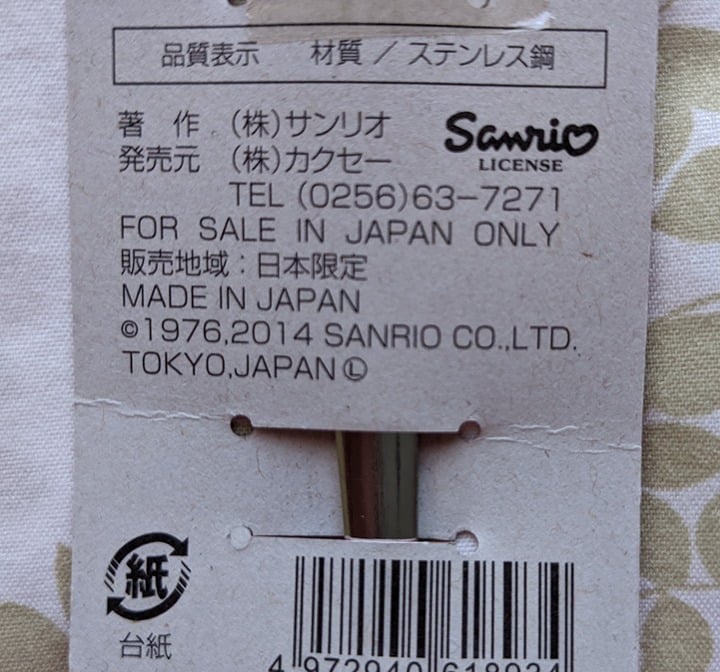 品質表示 材質／ステンレス鋼
著 作 （株）サンリオ
Sanrio
LICENSE
発売元 （株）カクセー
TEL (0256)63-7271
FOR SALE IN JAPAN ONLY
販売地域：日本限定
MADE IN JAPAN
©1976,2014 SANRIO CO.,LTD.
TOKYO,JAPAN Ⓛ
紙
台紙
4 972940 618924